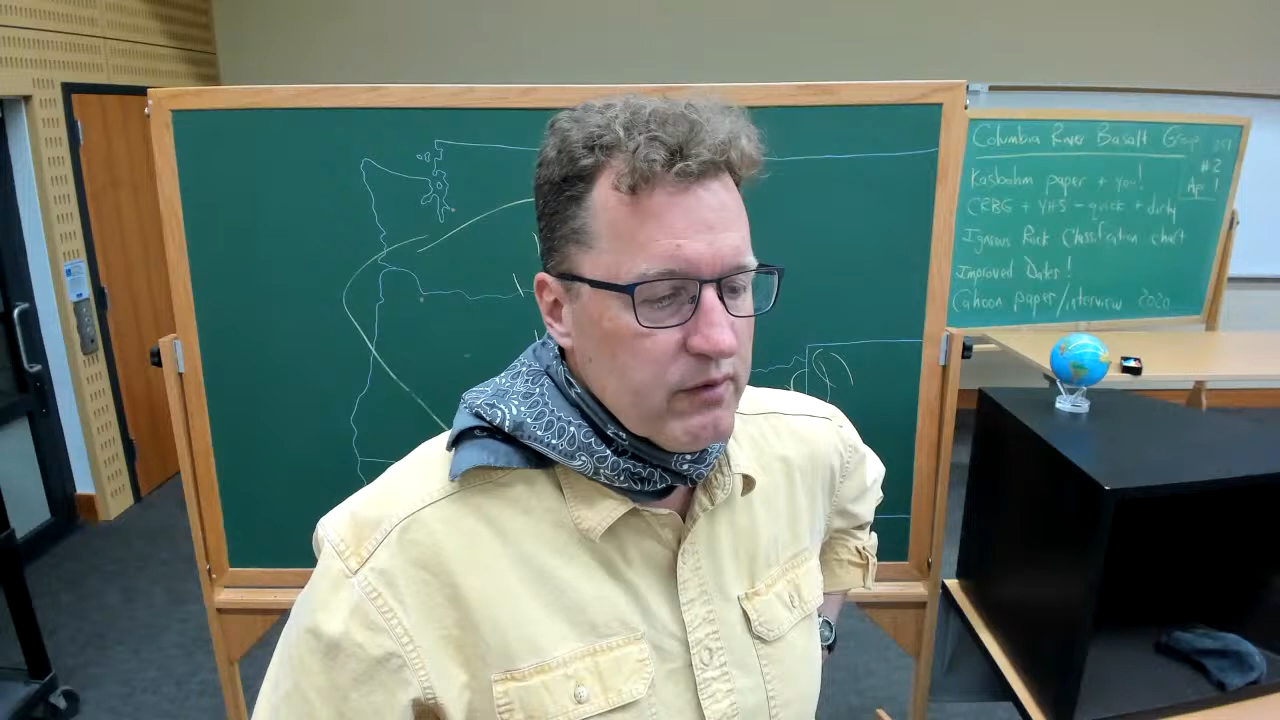 Columbia River Basalt Group 351
#2
Kasbohm paper + you!
Apr 1
CRBG + YHS - quick + dirty
Igneous Rock Classification chart
Improved Dates!
Cahoon paper/interview 2020